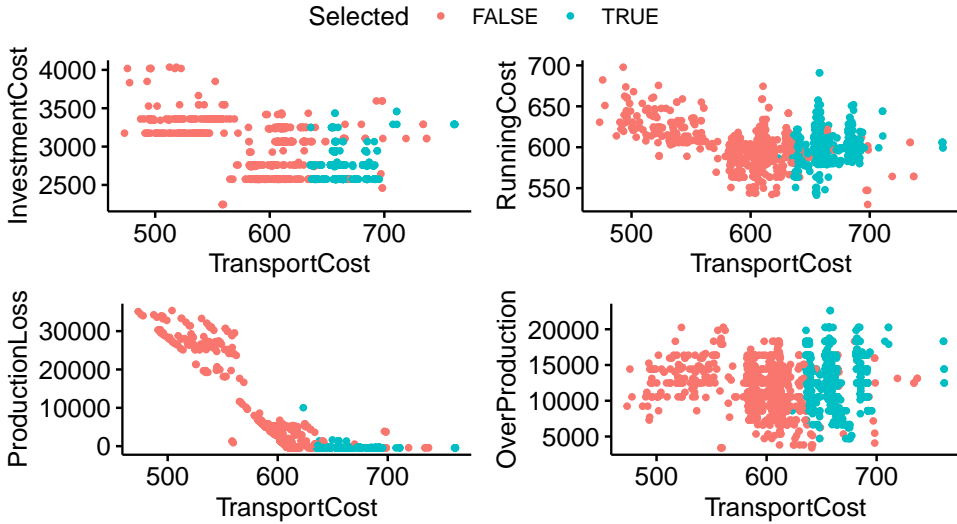 Selected FALSE TRUE
InvestmentCost
4000
3500
3000
2500
500 600 700
TransportCost
RunningCost
700
650
600
550
500 600 700
TransportCost
ProductionLoss
30000
20000
10000
0
500 600 700
TransportCost
OverProduction
20000
15000
10000
5000
500 600 700
TransportCost